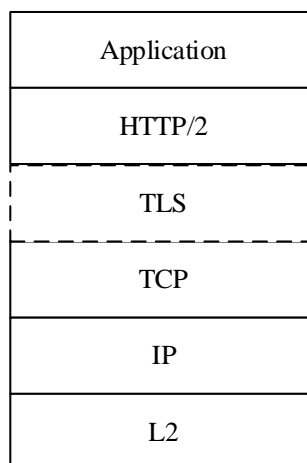 Application
HTTP/2
TLS
TCP
IP
L2